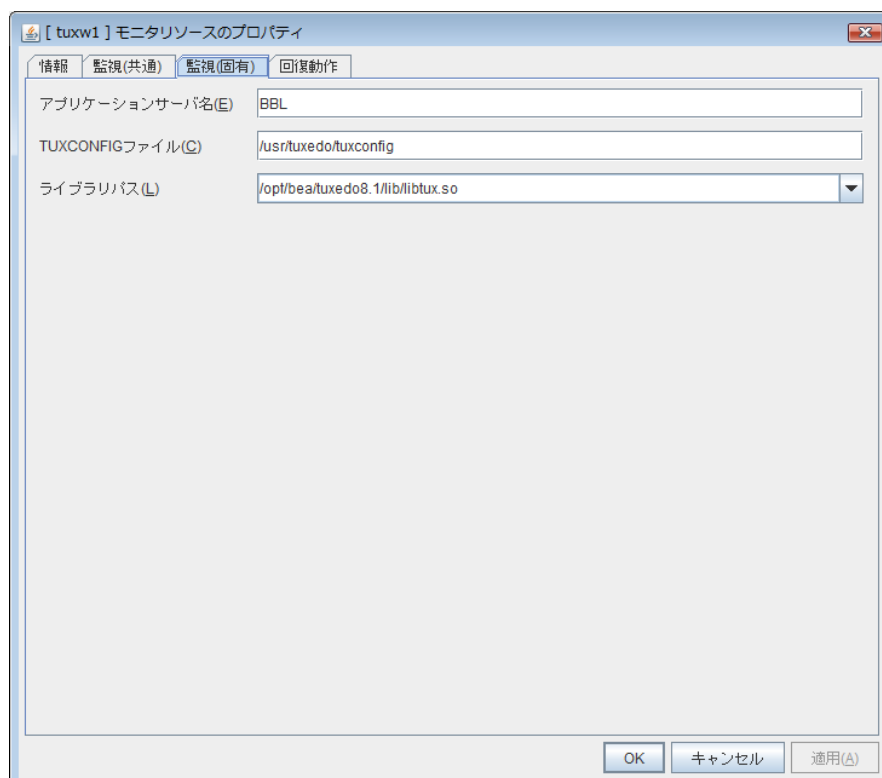 [ tuxw1 ] モニタリソースのプロパティ
情報 監視(共通) 監視(固有) 回復動作
アプリケーションサーバ名(E) BBL
TUXCONFIGファイル(C) /usr/tuxedo/tuxconfig
ライブラリパス(L) /opt/bea/tuxedo8.1/lib/libtux.so
OK キャンセル 適用(A)